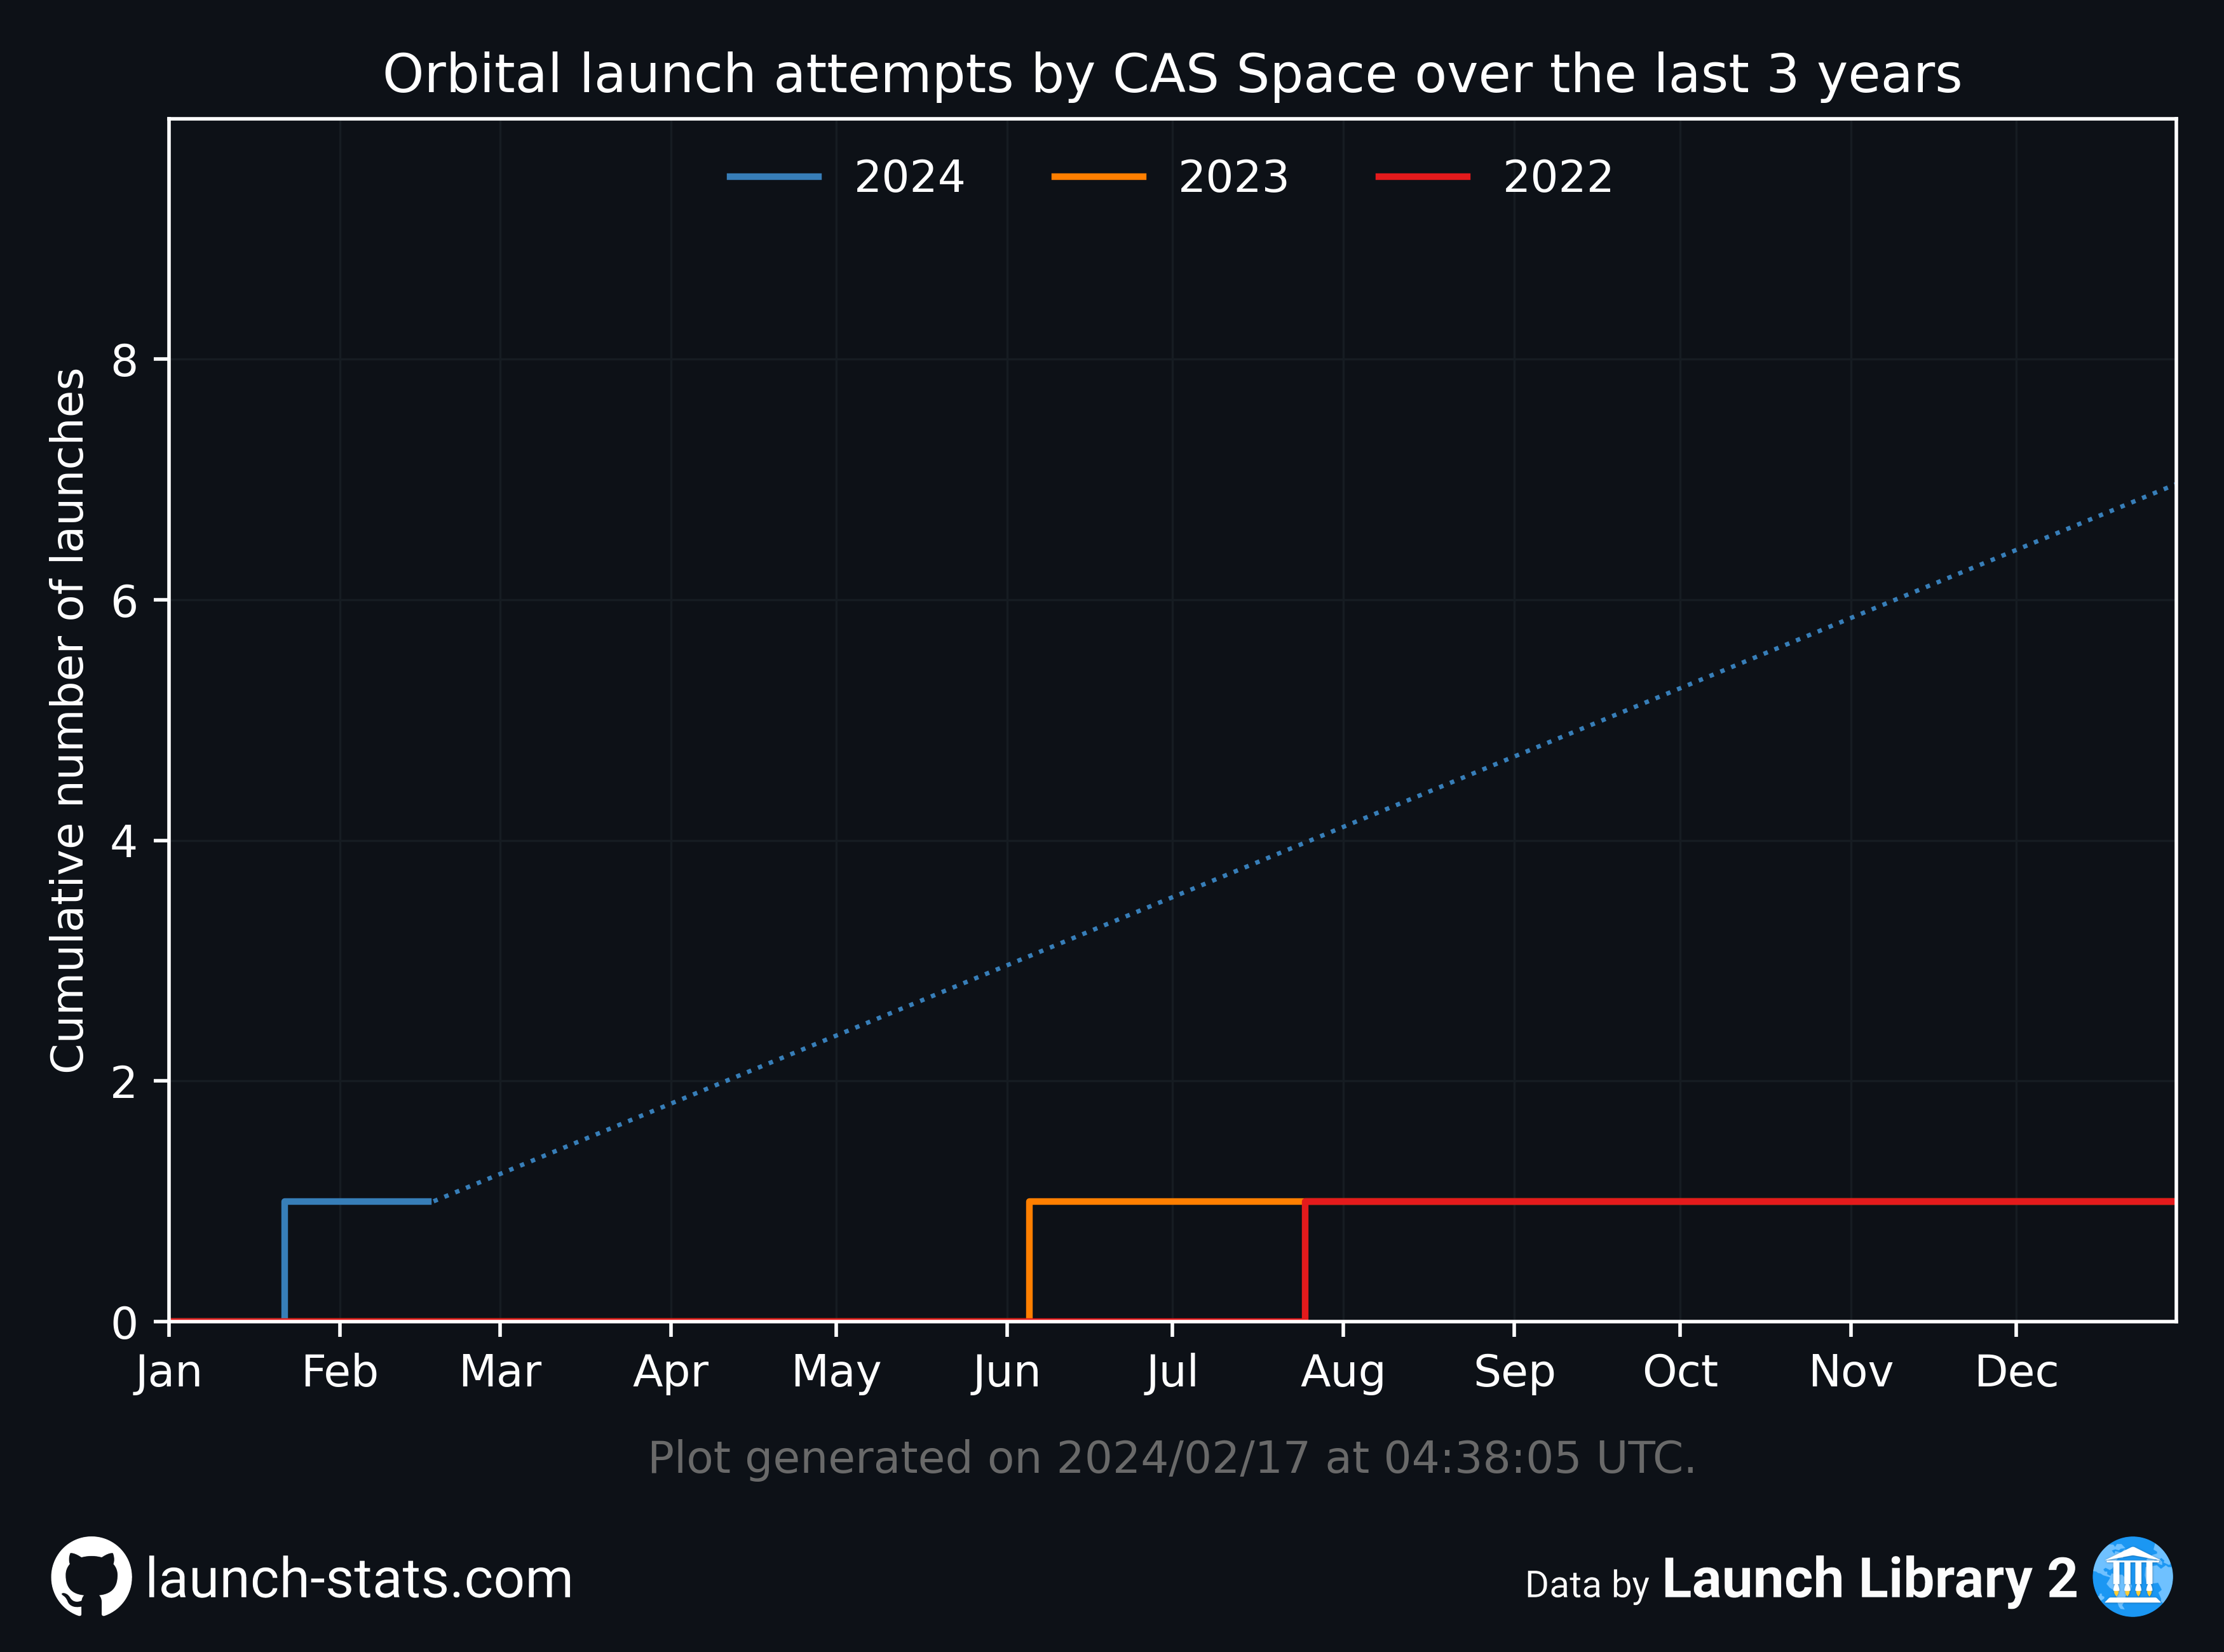 Orbital launch attempts by CAS Space over the last 3 years
2024 2023 2022
Cumulative number of launches
8
6
4
2
0
Jan Feb Mar Apr May Jun Jul Aug Sep Oct Nov Dec
Plot generated on 2024/02/17 at 04:38:05 UTC.
launch-stats.com
Data by Launch Library 2